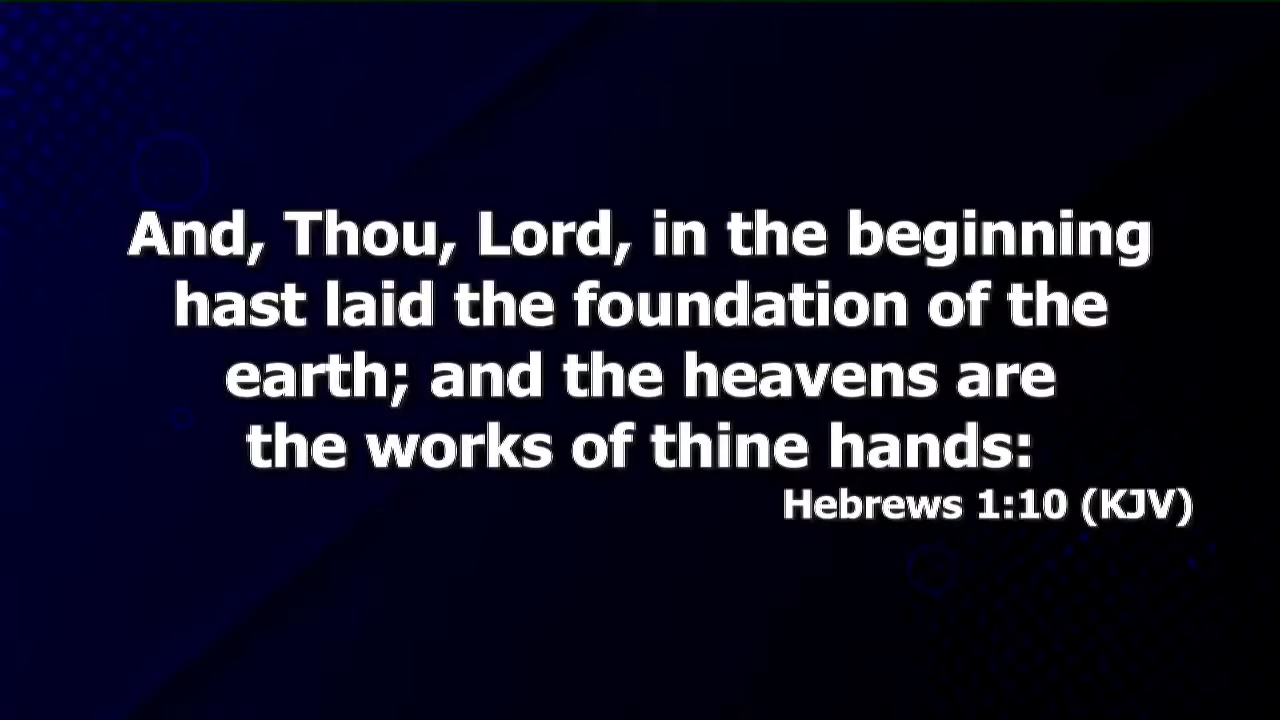 And, Thou, Lord, in the beginning
hast laid the foundation of the
earth; and the heavens are
the works of thine hands:
Hebrews 1:10 (KJV)